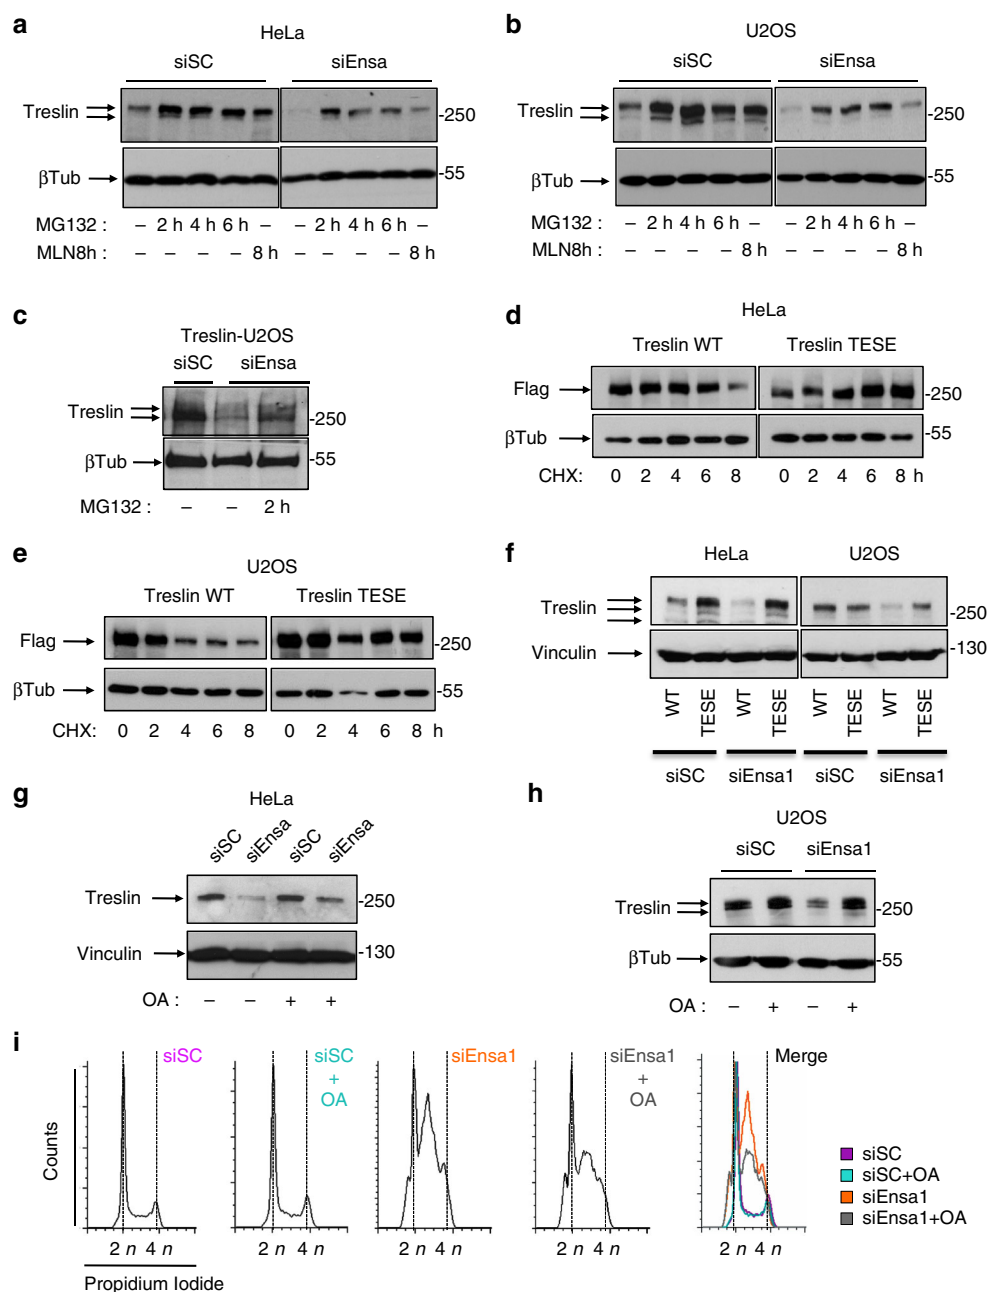 a
HeLa
siSC siEnsa
Treslin
-250
βTub
-55
MG132 : – 2 h 4 h 6 h – – 2 h 4 h 6 h –
MLN8h : – – – – 8 h – – – – 8 h
b
U2OS
siSC siEnsa
Treslin
-250
βTub
-55
MG132 : – 2 h 4 h 6 h – – 2 h 4 h 6 h –
MLN8h : – – – – 8 h – – – – 8 h
c
Treslin-U2OS
siSC siEnsa
Treslin
-250
βTub
-55
MG132 : – – 2 h
d
HeLa
Treslin WT Treslin TESE
Flag
-250
βTub
-55
CHX: 0 2 4 6 8 0 2 4 6 8 h
e
U2OS
Treslin WT Treslin TESE
Flag
-250
βTub
-55
CHX: 0 2 4 6 8 0 2 4 6 8 h
f
HeLa U2OS
Treslin
-250
Vinculin
-130
WT TESE WT TESE WT TESE WT TESE
siSC siEnsa1 siSC siEnsa1
g
HeLa
siSC siEnsa siSC siEnsa
Treslin
-250
Vinculin
-130
OA : – – + +
h
U2OS
siSC siEnsa1
Treslin
-250
βTub
-55
OA : – + – +
i
siSC
siSC
+
OA
siEnsa1
siEnsa1
+
OA
Merge
Counts
2 n 4 n 2 n 4 n 2 n 4 n 2 n 4 n 2 n 4 n
Propidium Iodide
siSC
siSC+OA
siEnsa1
siEnsa1+OA